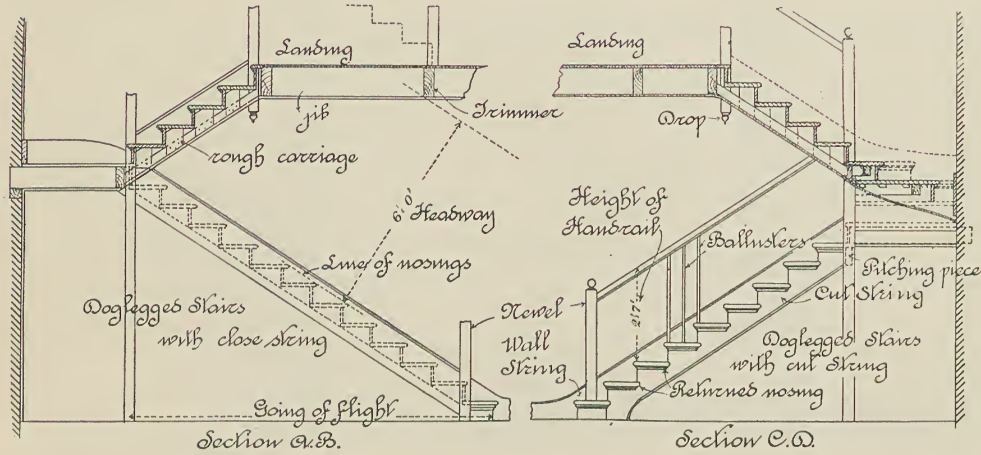 Landing
jib
Trimmer
rough carriage
6'.0" Headway
Line of nosings
Doglegged Stairs
with close string
Going of flight
Section A.B.
Landing
Drop
Height of
Handrail
Ballusters
2'.7½"
Newel
Wall
String
Pitching piece
Cut String
Doglegged Stairs
with cut String
Returned nosing
Section C.D.